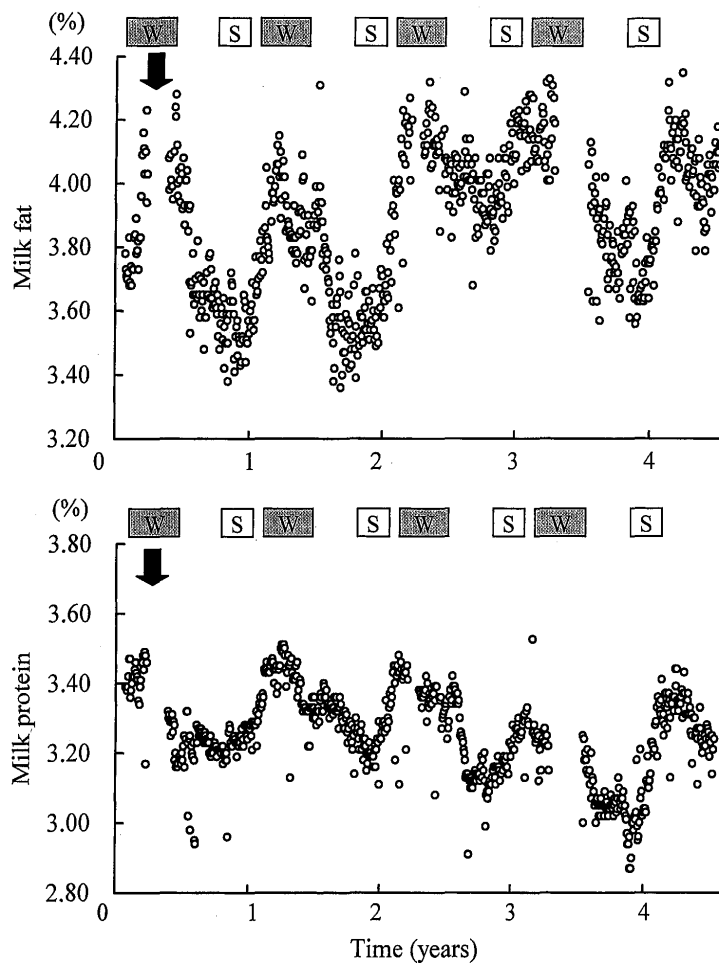 (%)
W S W S W S W S
4.40
4.20
4.00
3.80
3.60
3.40
3.20
Milk fat
0 1 2 3 4
(%)
W S W S W S W S
3.80
3.60
3.40
3.20
3.00
2.80
Milk protein
0 1 2 3 4
Time (years)